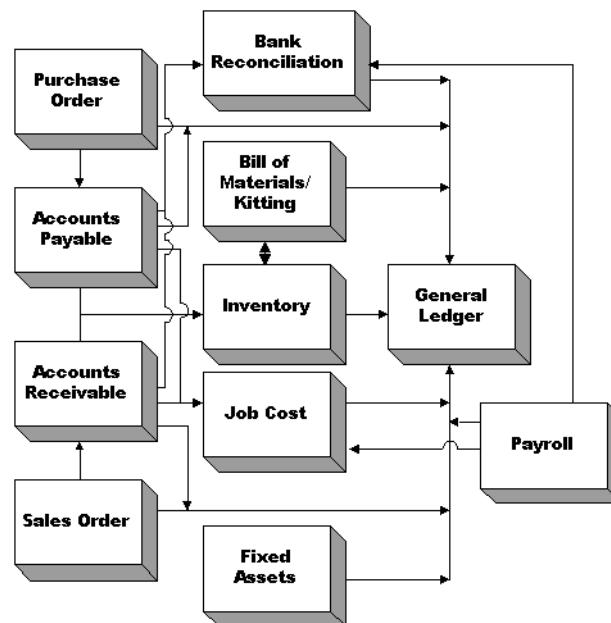 Bank
Reconciliation
Purchase
Order
Bill of
Materials/
Kitting
Accounts
Payable
Inventory
General
Ledger
Accounts
Receivable
Job Cost
Payroll
Sales Order
Fixed
Assets